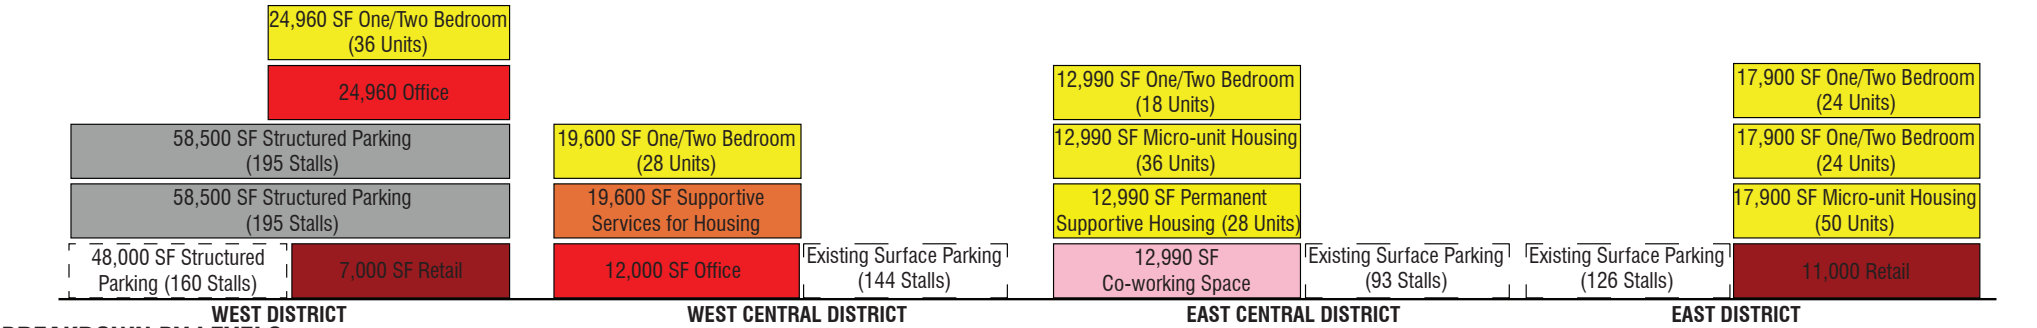 24,960 SF One/Two Bedroom
(36 Units)
24,960 Office
58,500 SF Structured Parking
(195 Stalls)
58,500 SF Structured Parking
(195 Stalls)
48,000 SF Structured
Parking (160 Stalls)
7,000 SF Retail
WEST DISTRICT
19,600 SF One/Two Bedroom
(28 Units)
19,600 SF Supportive
Services for Housing
12,000 SF Office
Existing Surface Parking
(144 Stalls)
WEST CENTRAL DISTRICT
12,990 SF One/Two Bedroom
(18 Units)
12,990 SF Micro-unit Housing
(36 Units)
12,990 SF Permanent
Supportive Housing (28 Units)
12,990 SF
Co-working Space
Existing Surface Parking
(93 Stalls)
EAST CENTRAL DISTRICT
17,900 SF One/Two Bedroom
(24 Units)
17,900 SF One/Two Bedroom
(24 Units)
17,900 SF Micro-unit Housing
(50 Units)
Existing Surface Parking
(126 Stalls)
11,000 Retail
EAST DISTRICT
BREAKDOWN BY LEVELS